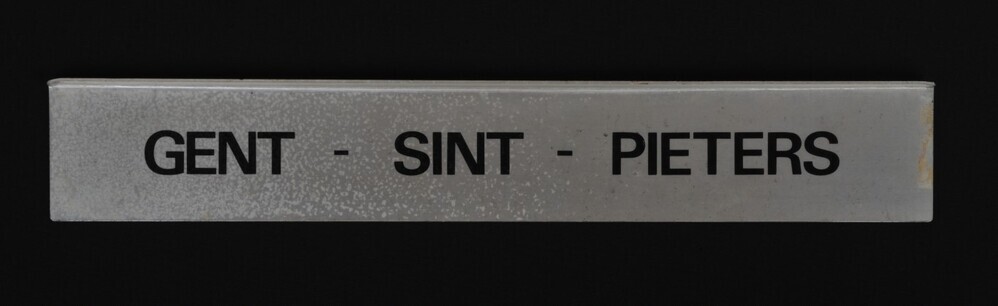 GENT - SINT - PIETERS